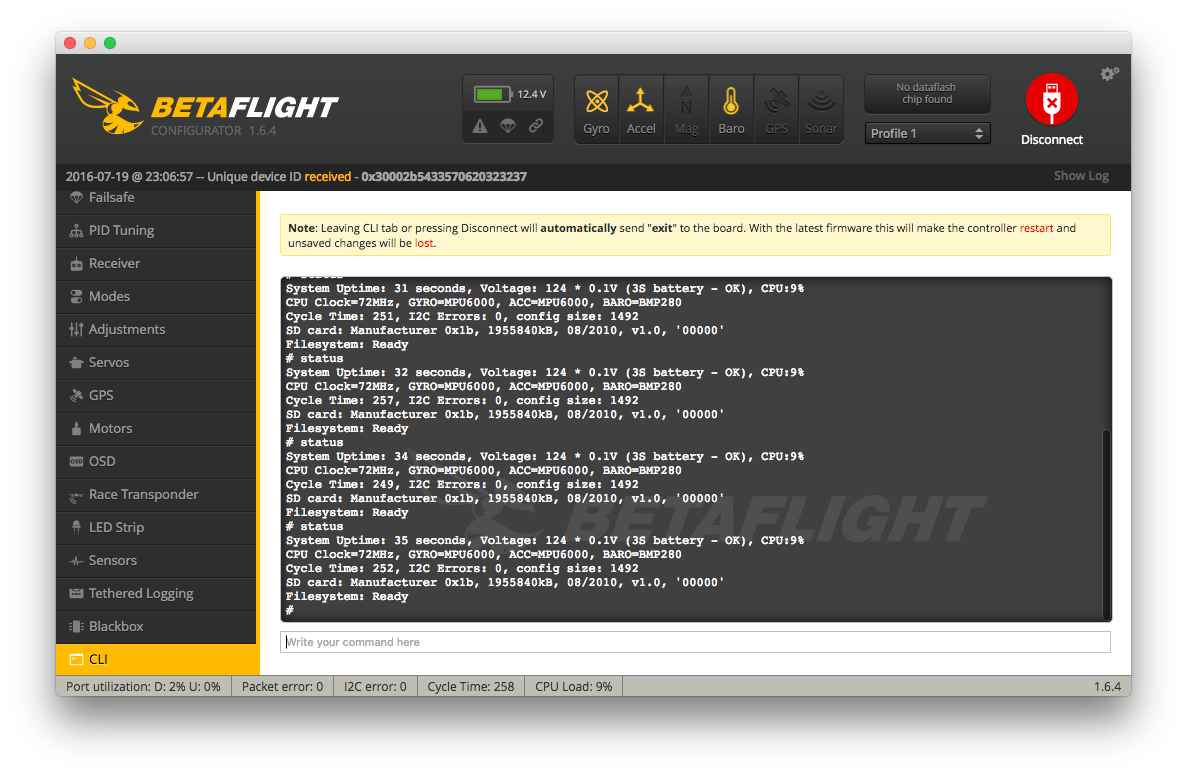 BETAFLIGHT
CONFIGURATOR 1.6.4
12.4 V
Gyro
Accel
Mag
Baro
GPS
Sonar
No dataflash
chip found
Profile 1
Disconnect
2016-07-19 @ 23:06:57 -- Unique device ID received - 0x30002b5433570620323237
Show Log
Failsafe
PID Tuning
Receiver
Modes
Adjustments
Servos
GPS
Motors
OSD
OSD
Race Transponder
LED Strip
Sensors
Tethered Logging
Blackbox
CLI
Note: Leaving CLI tab or pressing Disconnect will automatically send "exit" to the board. With the latest firmware this will make the controller restart and
unsaved changes will be lost.
# status
System Uptime: 31 seconds, Voltage: 124 * 0.1V (3S battery - OK), CPU:9%
CPU Clock=72MHz, GYRO=MPU6000, ACC=MPU6000, BARO=BMP280
Cycle Time: 251, I2C Errors: 0, config size: 1492
SD card: Manufacturer 0x1b, 1955840kB, 08/2010, v1.0, '00000'
Filesystem: Ready
# status
System Uptime: 32 seconds, Voltage: 124 * 0.1V (3S battery - OK), CPU:9%
CPU Clock=72MHz, GYRO=MPU6000, ACC=MPU6000, BARO=BMP280
Cycle Time: 257, I2C Errors: 0, config size: 1492
SD card: Manufacturer 0x1b, 1955840kB, 08/2010, v1.0, '00000'
Filesystem: Ready
# status
System Uptime: 34 seconds, Voltage: 124 * 0.1V (3S battery - OK), CPU:9%
CPU Clock=72MHz, GYRO=MPU6000, ACC=MPU6000, BARO=BMP280
Cycle Time: 249, I2C Errors: 0, config size: 1492
SD card: Manufacturer 0x1b, 1955840kB, 08/2010, v1.0, '00000'
Filesystem: Ready
# status
System Uptime: 35 seconds, Voltage: 124 * 0.1V (3S battery - OK), CPU:9%
CPU Clock=72MHz, GYRO=MPU6000, ACC=MPU6000, BARO=BMP280
Cycle Time: 252, I2C Errors: 0, config size: 1492
SD card: Manufacturer 0x1b, 1955840kB, 08/2010, v1.0, '00000'
Filesystem: Ready
#
BETAFLIGHT
Write your command here
Port utilization: D: 2% U: 0%
Packet error: 0
I2C error: 0
Cycle Time: 258
CPU Load: 9%
1.6.4